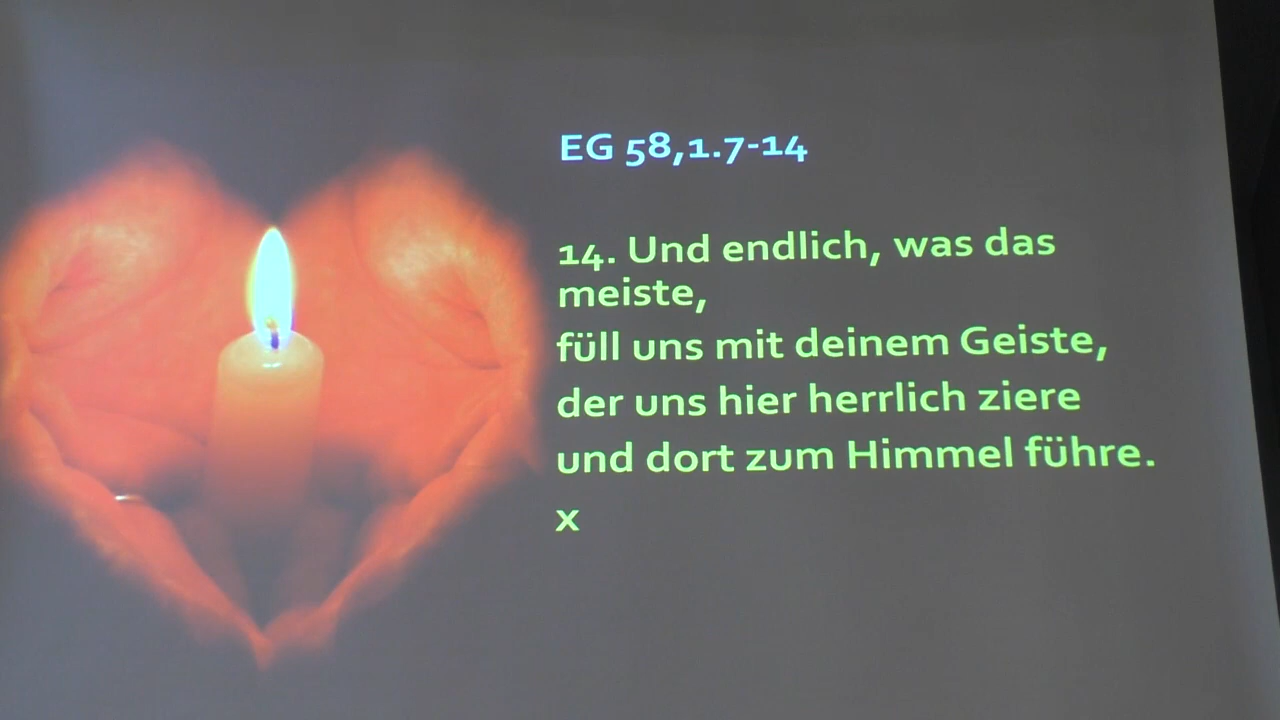 EG 58,1.7-14
14. Und endlich, was das
meiste,
füll uns mit deinem Geiste,
der uns hier herrlich ziere
und dort zum Himmel führe.
x